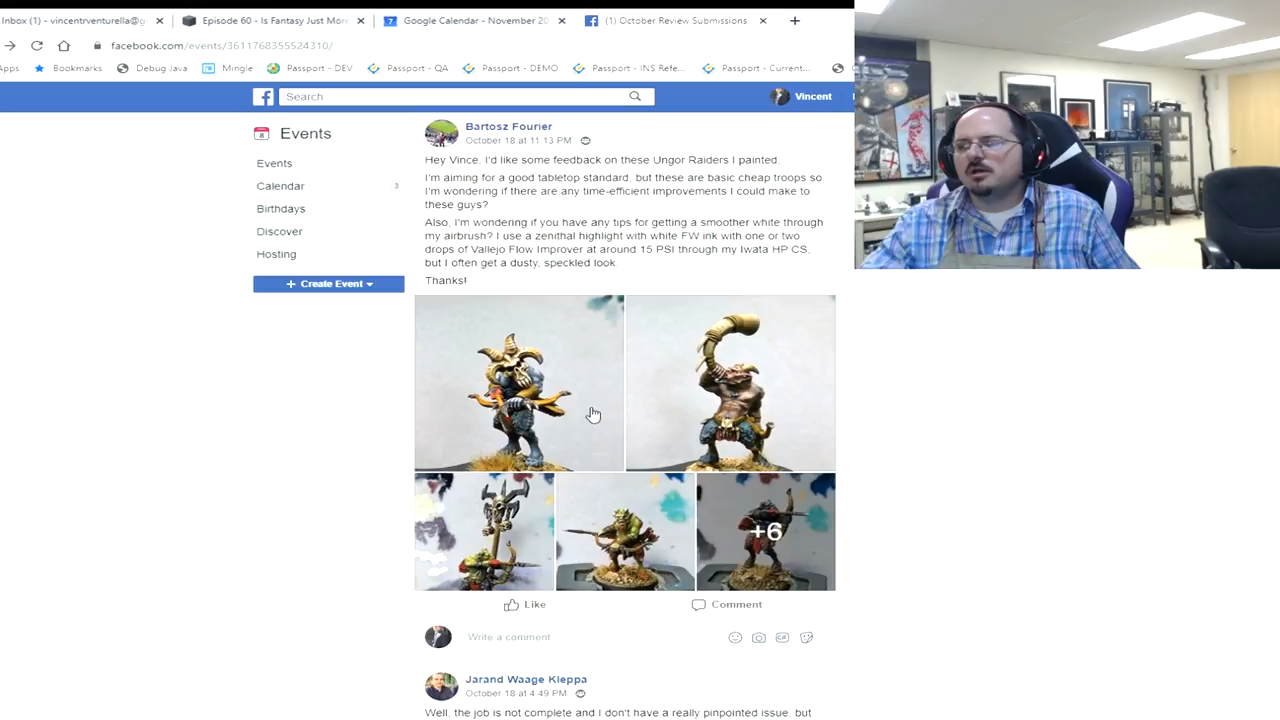 Inbox (1) - vincentrventurella@g
Episode 60 - Is Fantasy Just More
Google Calendar - November 20
(1) October Review Submissions
facebook.com/events/3611768355524310/
Apps
Bookmarks
Debug Java
Mingle
Passport - DEV
Passport - QA
Passport - DEMO
Passport - INS Refe...
Passport - Current...
Search
Vincent
Events
Events
Calendar
3
Birthdays
Discover
Hosting
+ Create Event
Bartosz Fourier
October 18 at 11:13 PM
Hey Vince. I'd like some feedback on these Ungor Raiders I painted.
I'm aiming for a good tabletop standard, but these are basic cheap troops so
I'm wondering if there are any time-efficient improvements I could make to
these guys?
Also, I'm wondering if you have any tips for getting a smoother white through
my airbrush? I use a zenithal highlight with white FW ink with one or two
drops of Vallejo Flow Improver at around 15 PSI through my Iwata HP CS,
but I often get a dusty, speckled look.
Thanks!
+6
Like
Comment
Write a comment
GIF
Jarand Waage Kleppa
October 18 at 4:49 PM
Well, the job is not complete and I don't have a really pinpointed issue, but